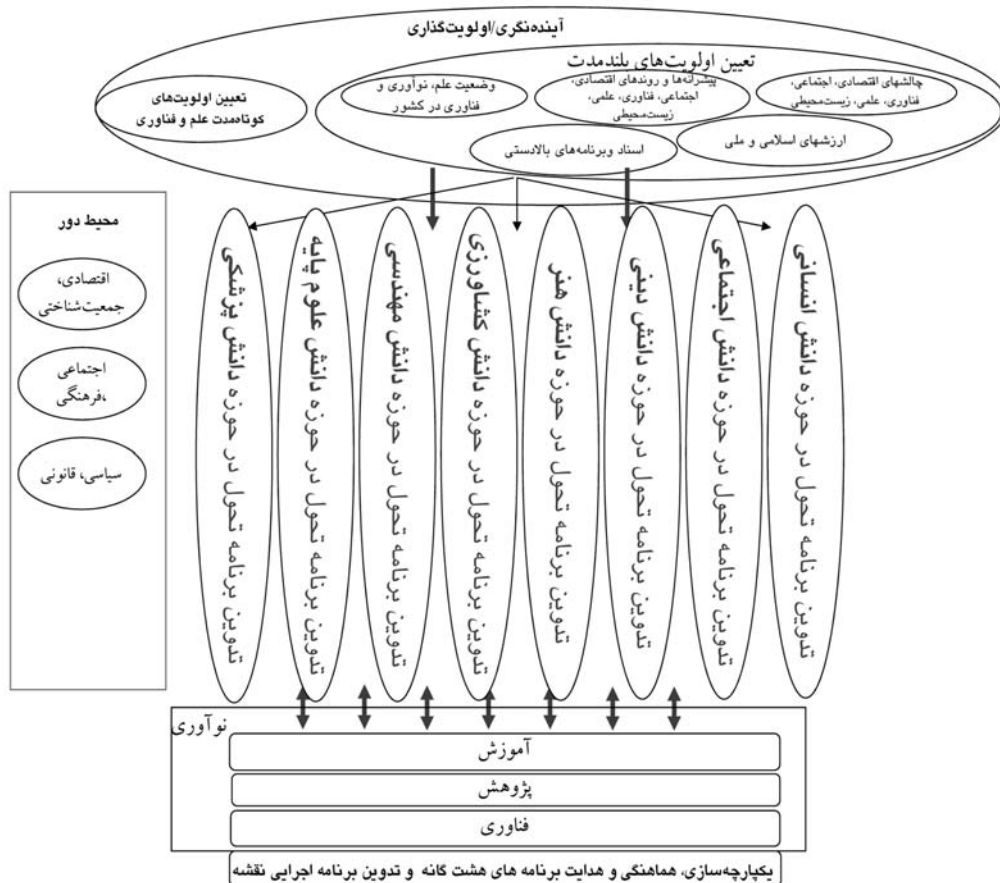 آینده‌نگری/اولویت‌گذاری
تعیین اولویت‌های بلندمدت
چالشهای اقتصادی، اجتماعی،
فناوری، علمی، زیست‌محیطی
پیشرانه‌ها و روندهای اقتصادی،
اجتماعی، فناوری، علمی،
زیست‌محیطی
وضعیت علم، نوآوری و
فناوری در کشور
ارزشهای اسلامی و ملی
اسناد وبرنامه‌های بالادستی
تعیین اولویت‌های
کوتاه‌مدت علم و فناوری
تدوین برنامه تحول در حوزه دانش انسانی
تدوین برنامه تحول در حوزه دانش اجتماعی
تدوین برنامه تحول در حوزه دانش دینی
تدوین برنامه تحول در حوزه دانش هنر
تدوین برنامه تحول در حوزه دانش کشاورزی
تدوین برنامه تحول در حوزه دانش مهندسی
تدوین برنامه تحول در حوزه دانش علوم پایه
تدوین برنامه تحول در حوزه دانش پزشکی
محیط دور
اقتصادی،
جمعیت‌شناختی
اجتماعی
،فرهنگی
سیاسی، قانونی
نوآوری
آموزش
پژوهش
فناوری
یکپارچه‌سازی، هماهنگی و هدایت برنامه های هشت گانه و تدوین برنامه اجرایی نقشه